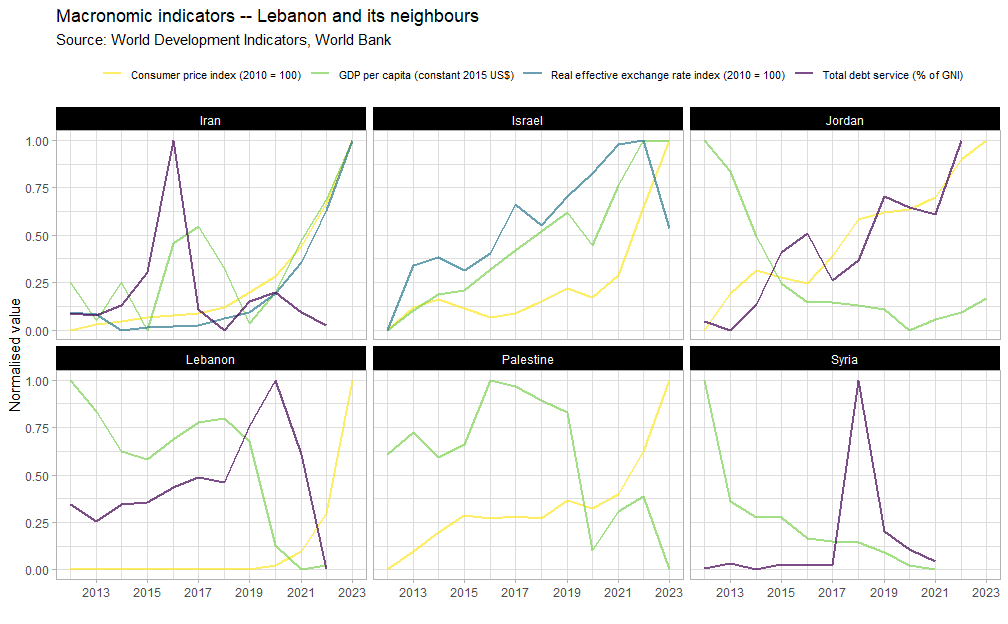 Macronomic indicators -- Lebanon and its neighbours
Source: World Development Indicators, World Bank
Consumer price index (2010 = 100) GDP per capita (constant 2015 US$) Real effective exchange rate index (2010 = 100) Total debt service (% of GNI)
Iran Israel Jordan
1.00
0.75
0.50
0.25
0.00
Normalised value
Lebanon Palestine Syria
1.00
0.75
0.50
0.25
0.00
2013 2015 2017 2019 2021 2023 2013 2015 2017 2019 2021 2023 2013 2015 2017 2019 2021 2023